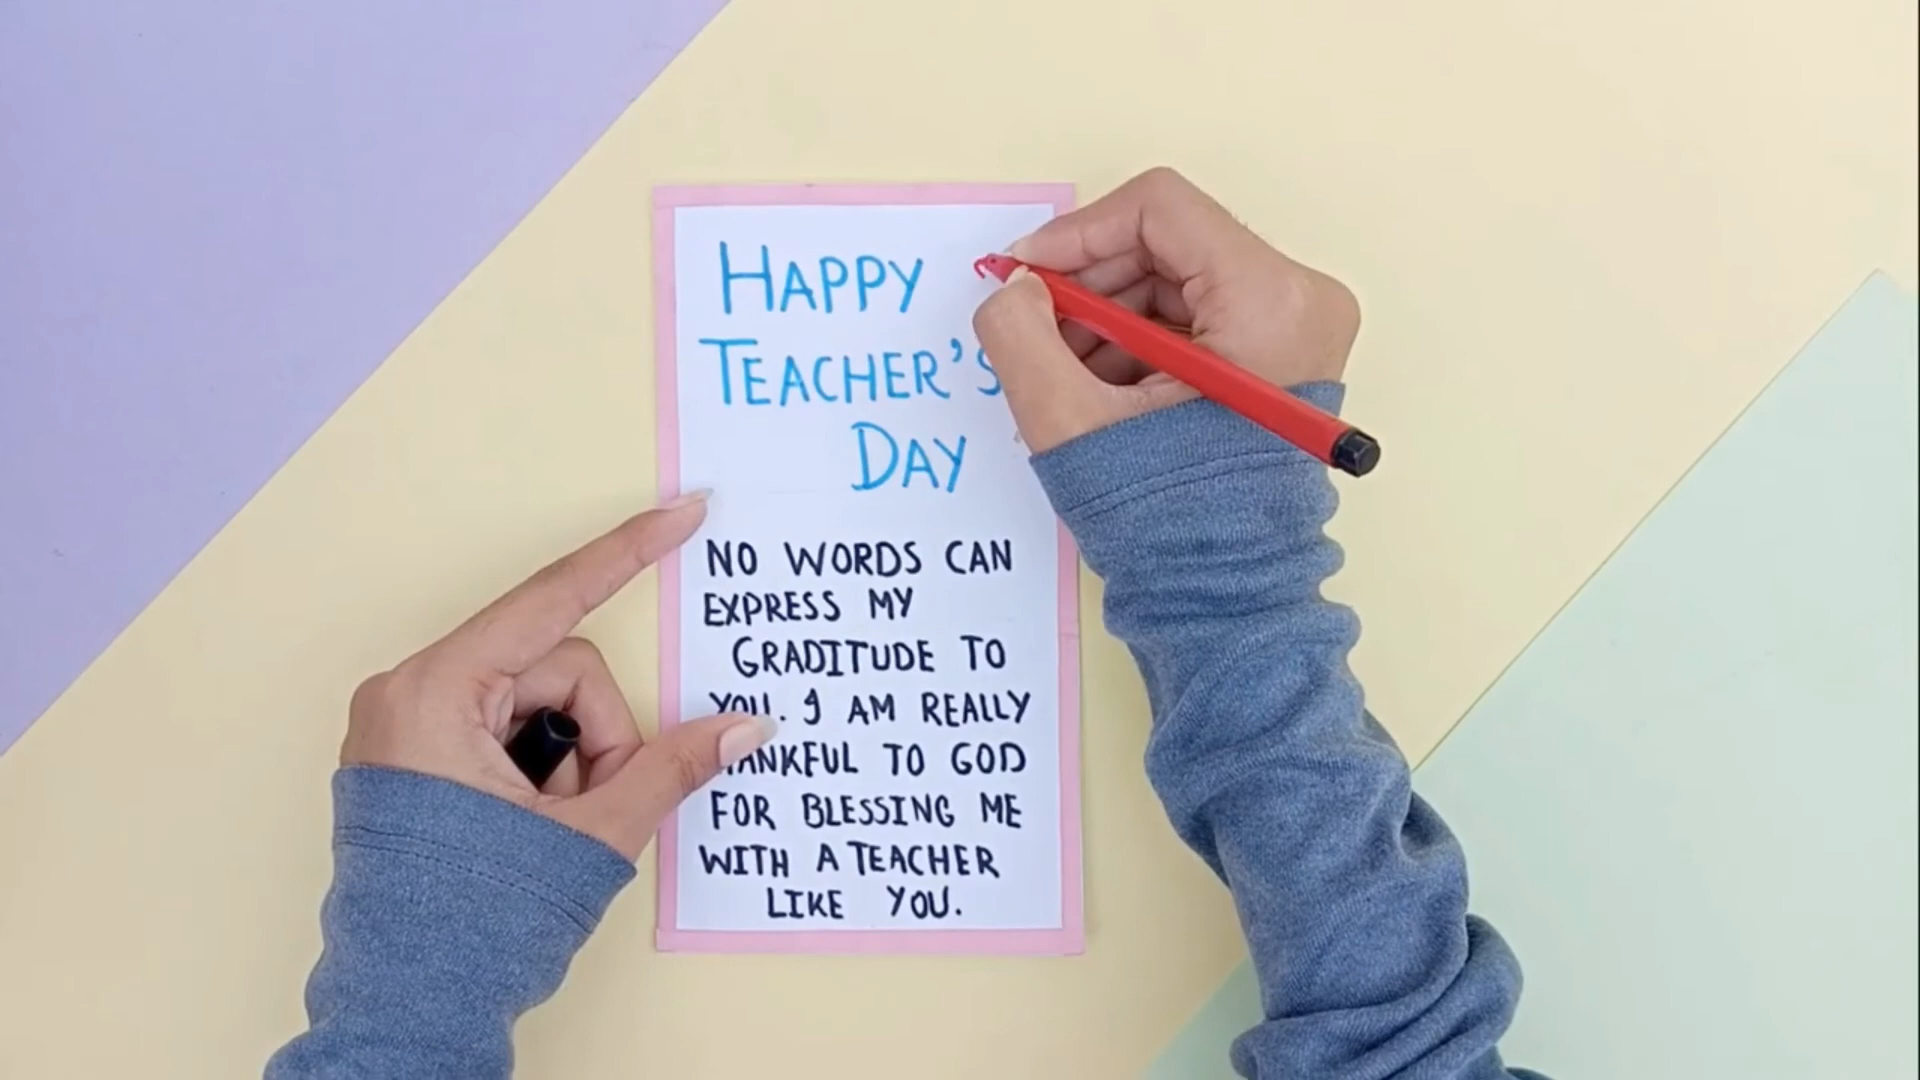 HAPPY
TEACHER'S
DAY
NO WORDS CAN
EXPRESS MY
GRADITUDE TO
YOU. I AM REALLY
THANKFUL TO GOD
FOR BLESSING ME
WITH A TEACHER
LIKE YOU.